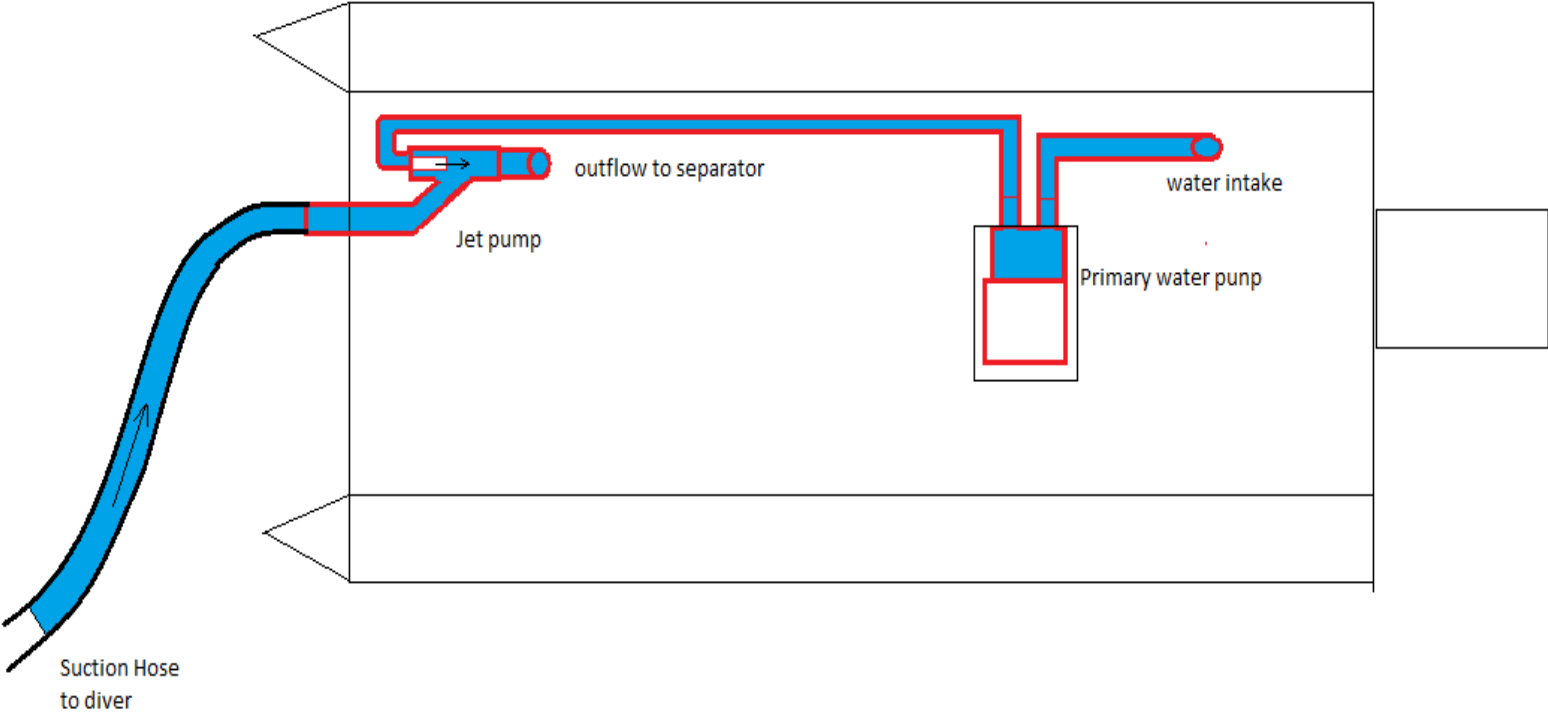 outflow to separator
water intake
Jet pump
Primary water punp
Suction Hose
to diver